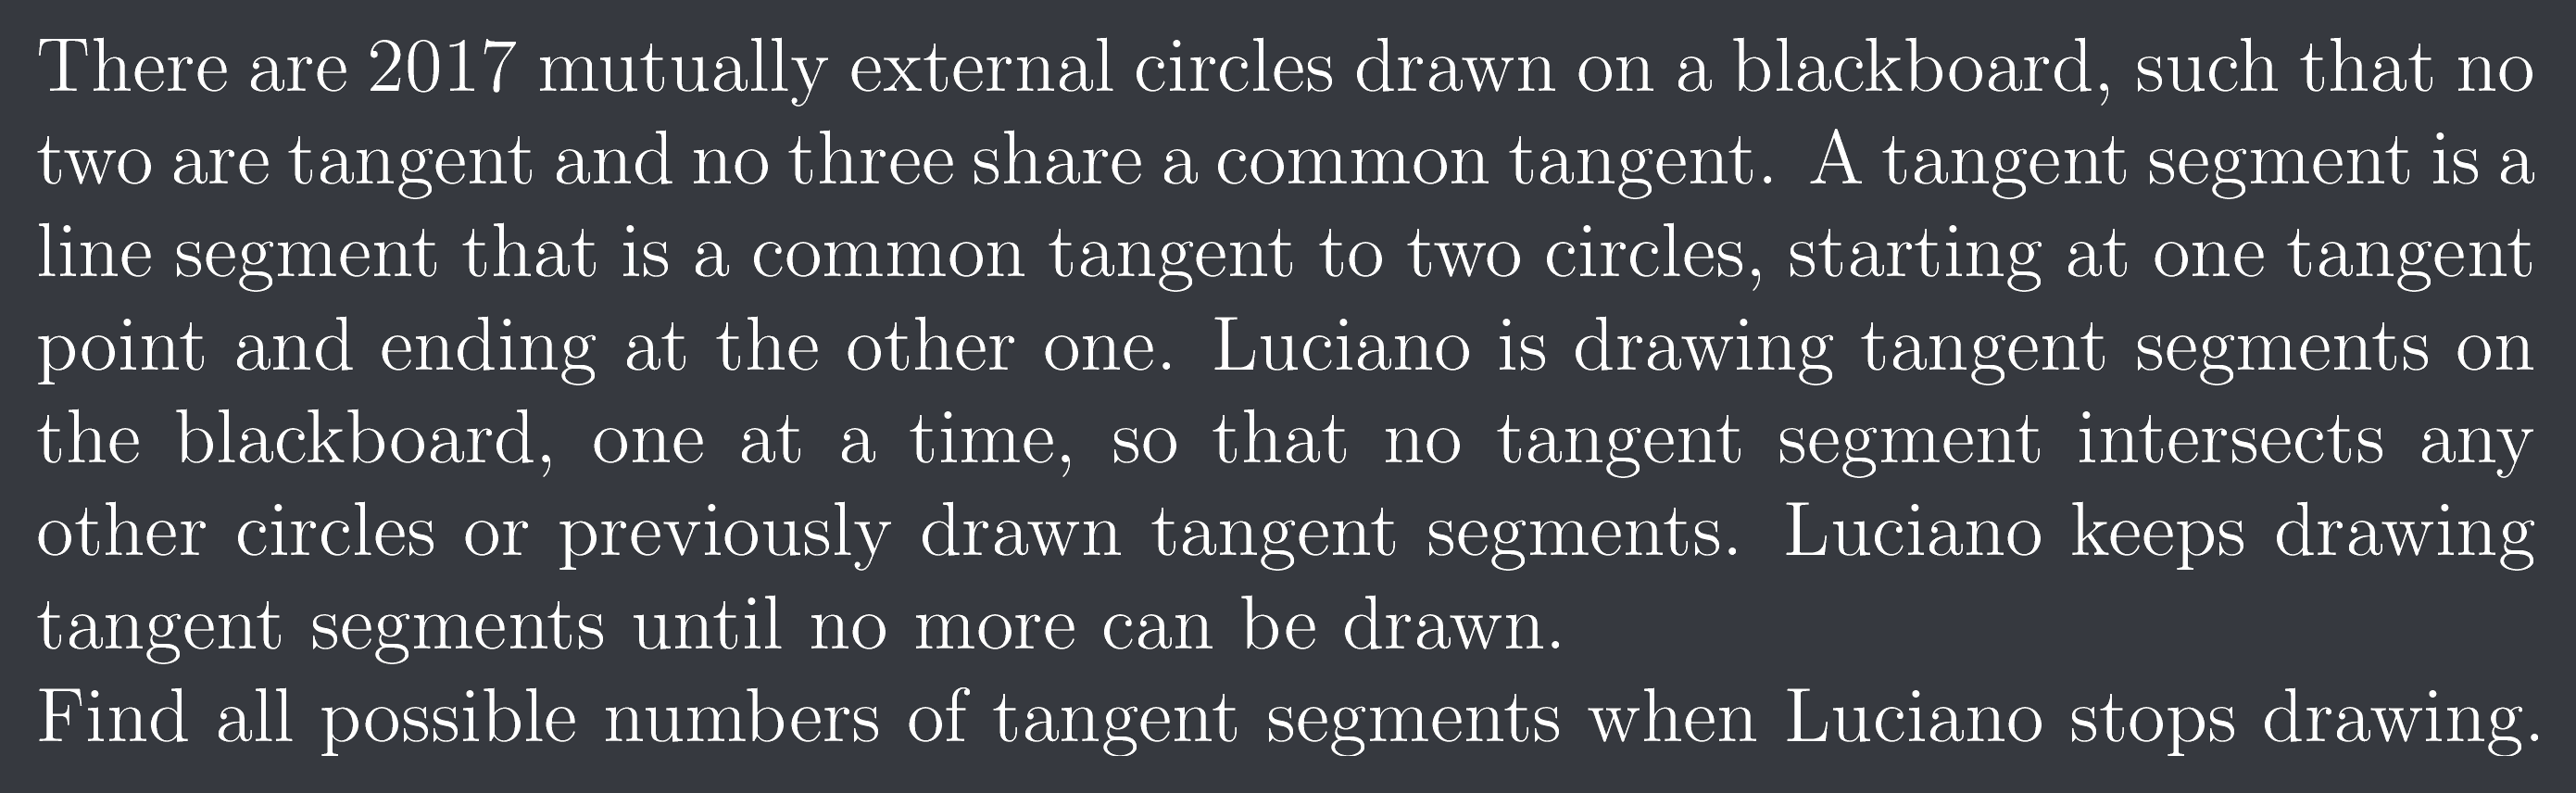 There are 2017 mutually external circles drawn on a blackboard, such that no
two are tangent and no three share a common tangent. A tangent segment is a
line segment that is a common tangent to two circles, starting at one tangent
point and ending at the other one. Luciano is drawing tangent segments on
the blackboard, one at a time, so that no tangent segment intersects any
other circles or previously drawn tangent segments. Luciano keeps drawing
tangent segments until no more can be drawn.
Find all possible numbers of tangent segments when Luciano stops drawing.